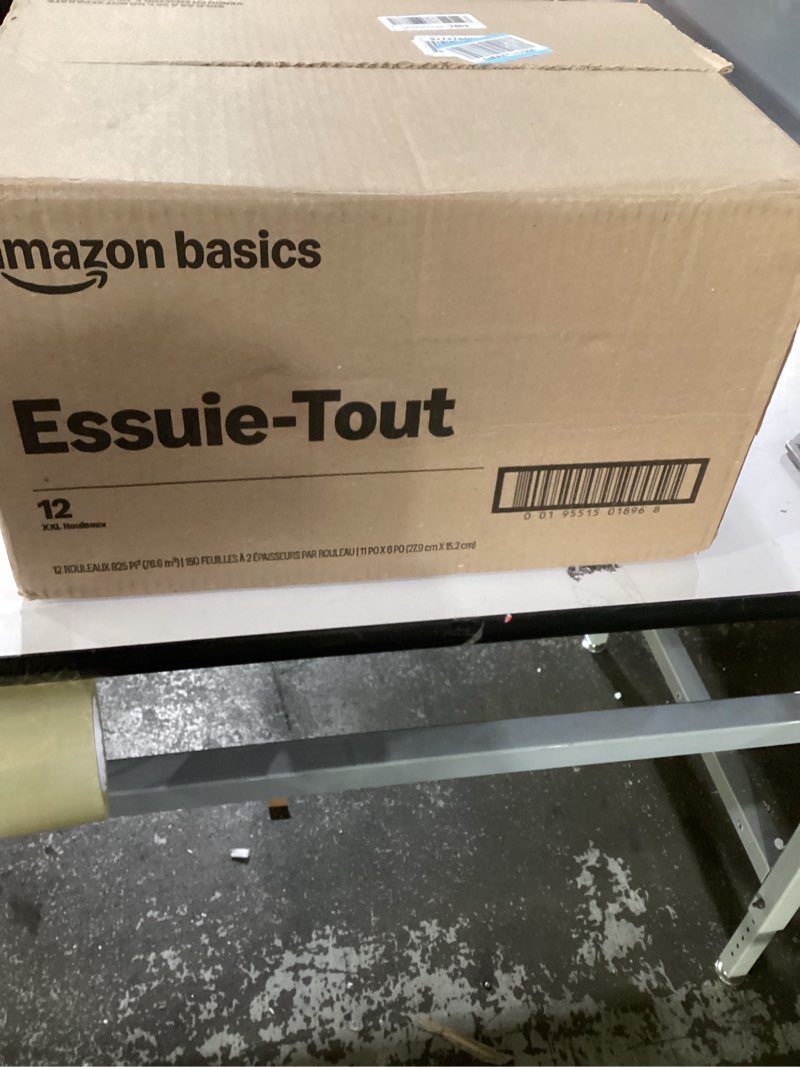 amazon basics
Essuie-Tout
12
XXL Rouleaux
12 ROULEAUX 825 PI² (76.6 m²) | 150 FEUILLES À 2 ÉPAISSEURS PAR ROULEAU | 11 PO X 6 PO (27.9 cm X 15.2 cm)
0 01 95515 01896 8